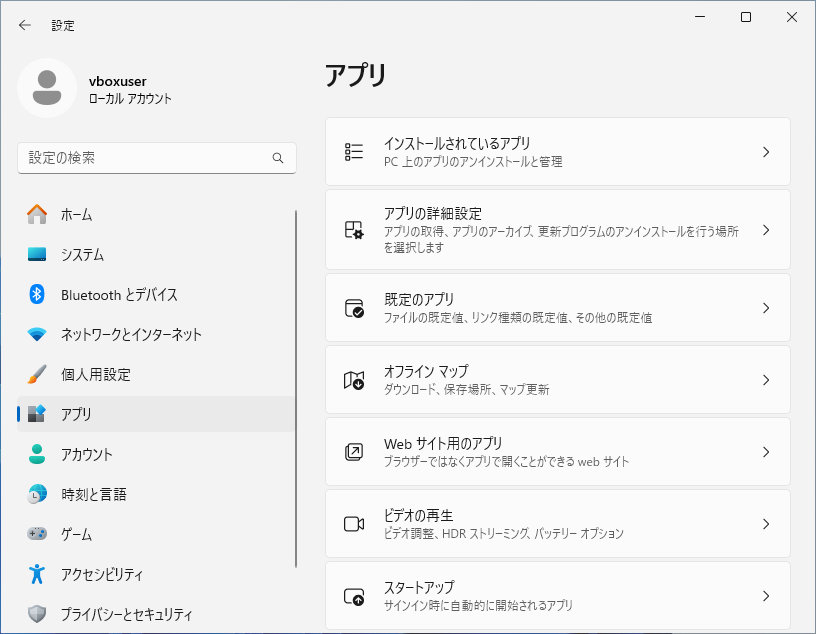 設定
vboxuser
ローカル アカウント
設定の検索
ホーム
システム
Bluetooth とデバイス
ネットワークとインターネット
個人用設定
アプリ
アカウント
時刻と言語
ゲーム
アクセシビリティ
プライバシーとセキュリティ
アプリ
インストールされているアプリ
PC 上のアプリのアンインストールと管理
アプリの詳細設定
アプリの取得、アプリのアーカイブ、更新プログラムのアンインストールを行う場所
を選択します
既定のアプリ
ファイルの既定値、リンク種類の既定値、その他の既定値
オフライン マップ
ダウンロード、保存場所、マップ更新
Web サイト用のアプリ
ブラウザーではなくアプリで開くことができる web サイト
ビデオの再生
ビデオ調整、HDR ストリーミング、バッテリー オプション
スタートアップ
サインイン時に自動的に開始されるアプリ